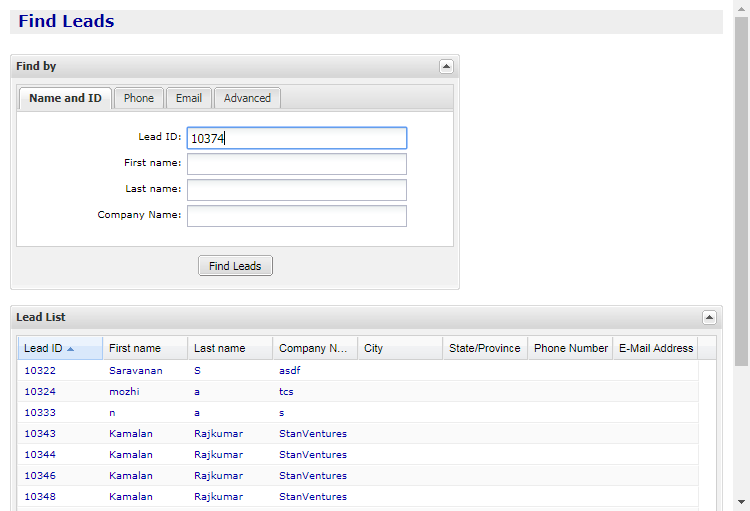 Find Leads
Find by
Name and ID Phone Email Advanced
Lead ID: 10374
First name:
Last name:
Company Name:
Find Leads
Lead List
Lead ID First name Last name Company N... City State/Province Phone Number E-Mail Address
10322 Saravanan S asdf
10324 mozhi a tcs
10333 n a s
10343 Kamalan Rajkumar StanVentures
10344 Kamalan Rajkumar StanVentures
10346 Kamalan Rajkumar StanVentures
10348 Kamalan Rajkumar StanVentures